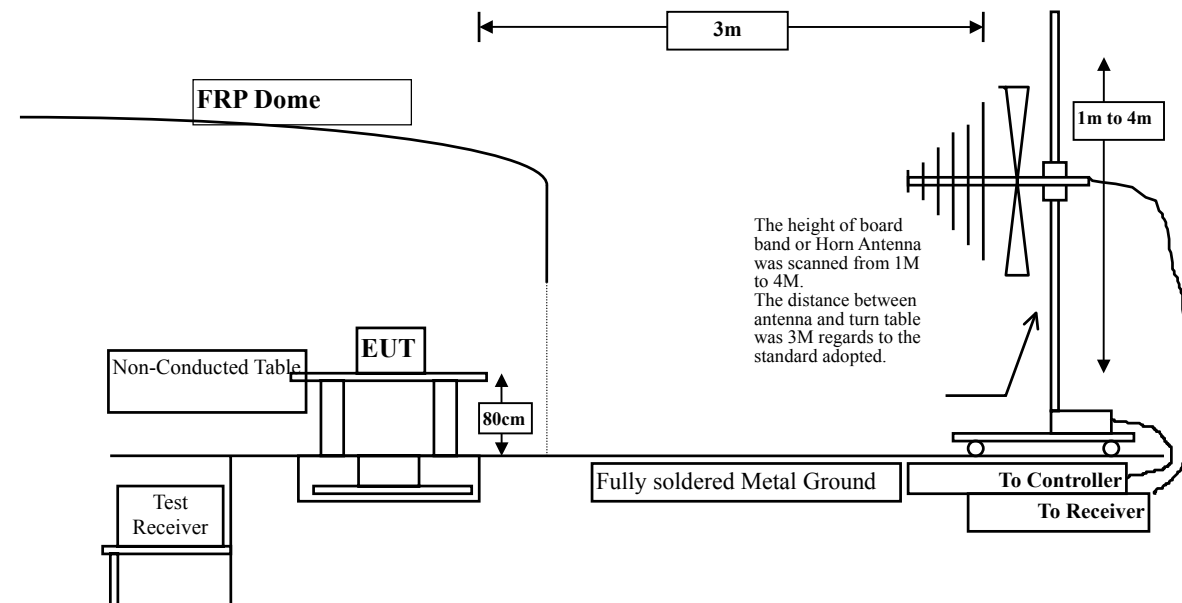 3m
FRP Dome
1m to 4m
The height of board
band or Horn Antenna
was scanned from 1M
to 4M.
The distance between
antenna and turn table
was 3M regards to the
standard adopted.
EUT
Non-Conducted Table
80cm
Fully soldered Metal Ground
To Controller
Test
Receiver
To Receiver